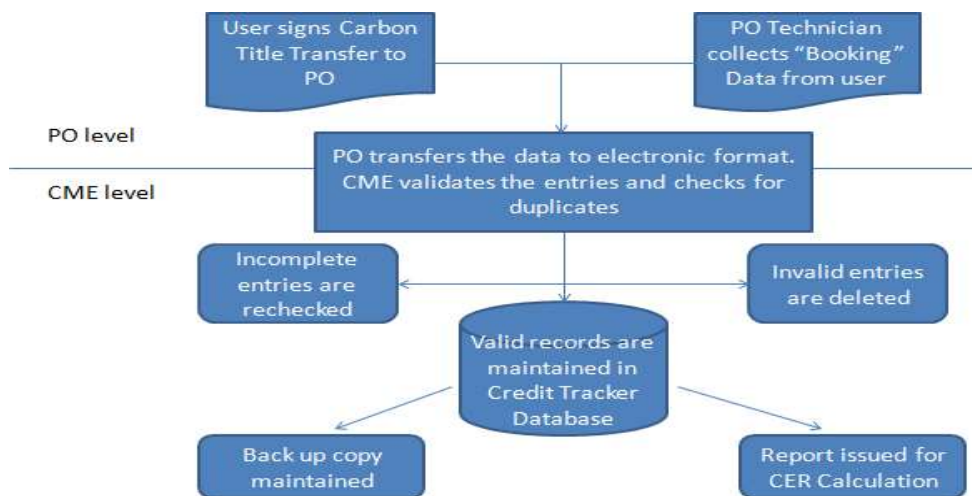 User signs Carbon
Title Transfer to
PO
PO Technician
collects “Booking”
Data from user
PO level
PO transfers the data to electronic format.
CME validates the entries and checks for
duplicates
CME level
Incomplete
entries are
rechecked
Invalid entries
are deleted
Valid records are
maintained in
Credit Tracker
Database
Back up copy
maintained
Report issued for
CER Calculation